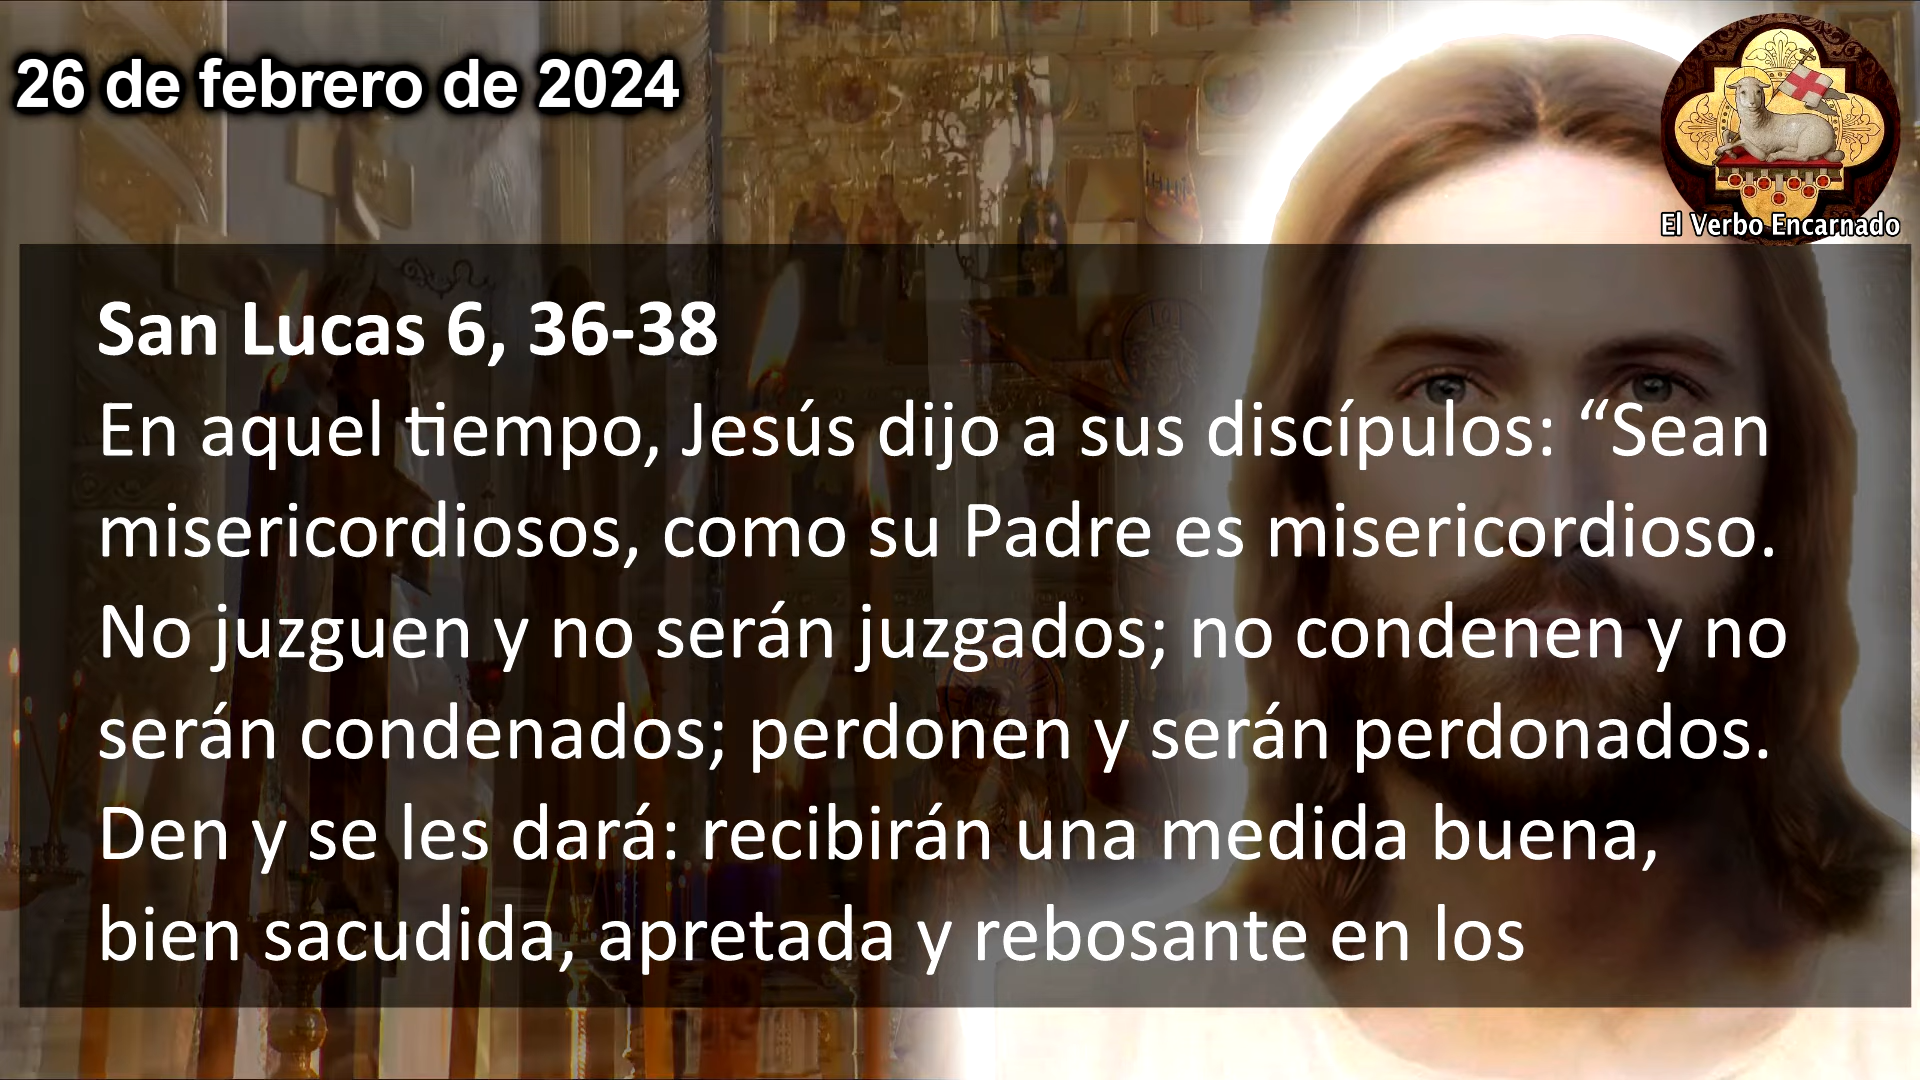 26 de febrero de 2024
El Verbo Encarnado
San Lucas 6, 36-38
En aquel tiempo, Jesús dijo a sus discípulos: “Sean
misericordiosos, como su Padre es misericordioso.
No juzguen y no serán juzgados; no condenen y no
serán condenados; perdonen y serán perdonados.
Den y se les dará: recibirán una medida buena,
bien sacudida, apretada y rebosante en los